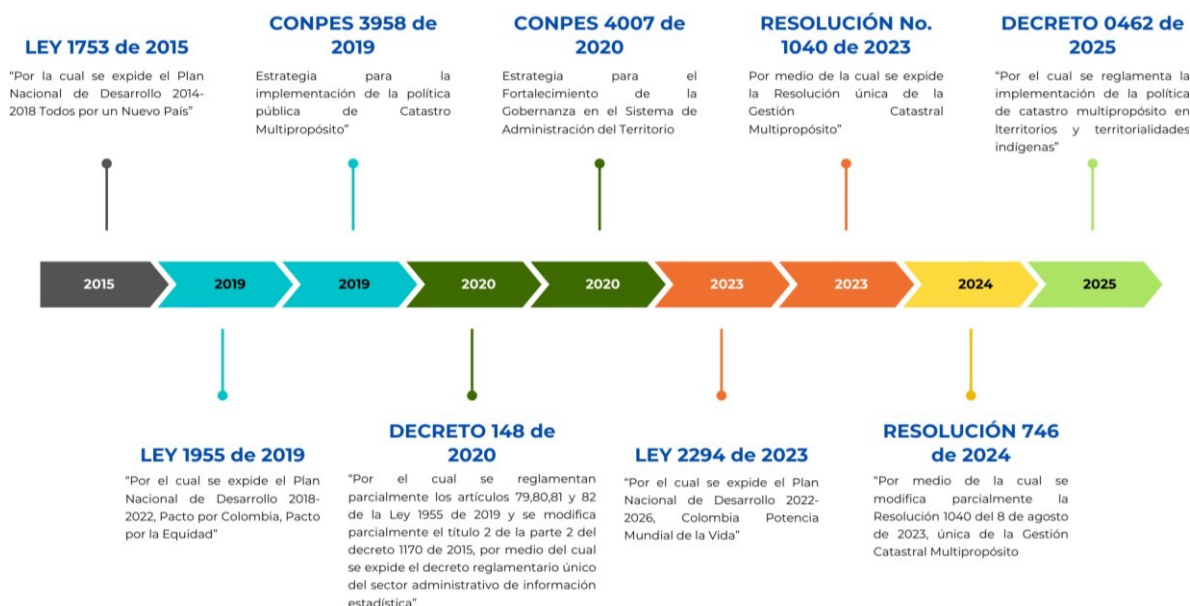 LEY 1753 de 2015
"Por la cual se expide el Plan
Nacional de Desarrollo 2014-
2018 Todos por un Nuevo País"
CONPES 3958 de
2019
Estrategia para la
implementación de la política
pública de Catastro
Multipropósito"
CONPES 4007 de
2020
Estrategia para el
Fortalecimiento de la
Gobernanza en el Sistema de
Administración del Territorio
RESOLUCIÓN No.
1040 de 2023
Por medio de la cual se expide
la Resolución única de la
Gestión Catastral
Multipropósito"
DECRETO 0462 de
2025
"Por el cual se reglamenta la
implementación de la política
de catastro multipropósito en
lterritorios y territorialidades
indígenas"
2015
2019
2019
2020
2020
2023
2023
2024
2025
LEY 1955 de 2019
"Por el cual se expide el Plan
Nacional de Desarrollo 2018-
2022, Pacto por Colombia, Pacto
por la Equidad"
DECRETO 148 de
2020
"Por el cual se reglamentan
parcialmente los artículos 79,80,81 y 82
de la Ley 1955 de 2019 y se modifica
parcialmente el título 2 de la parte 2 del
decreto 1170 de 2015, por medio del cual
se expide el decreto reglamentario único
del sector administrativo de información
estadística"
LEY 2294 de 2023
"Por el cual se expide el Plan
Nacional de Desarrollo 2022-
2026, Colombia Potencia
Mundial de la Vida"
RESOLUCIÓN 746
de 2024
"Por medio de la cual se
modifica parcialmente la
Resolución 1040 del 8 de agosto
de 2023, única de la Gestión
Catastral Multipropósito